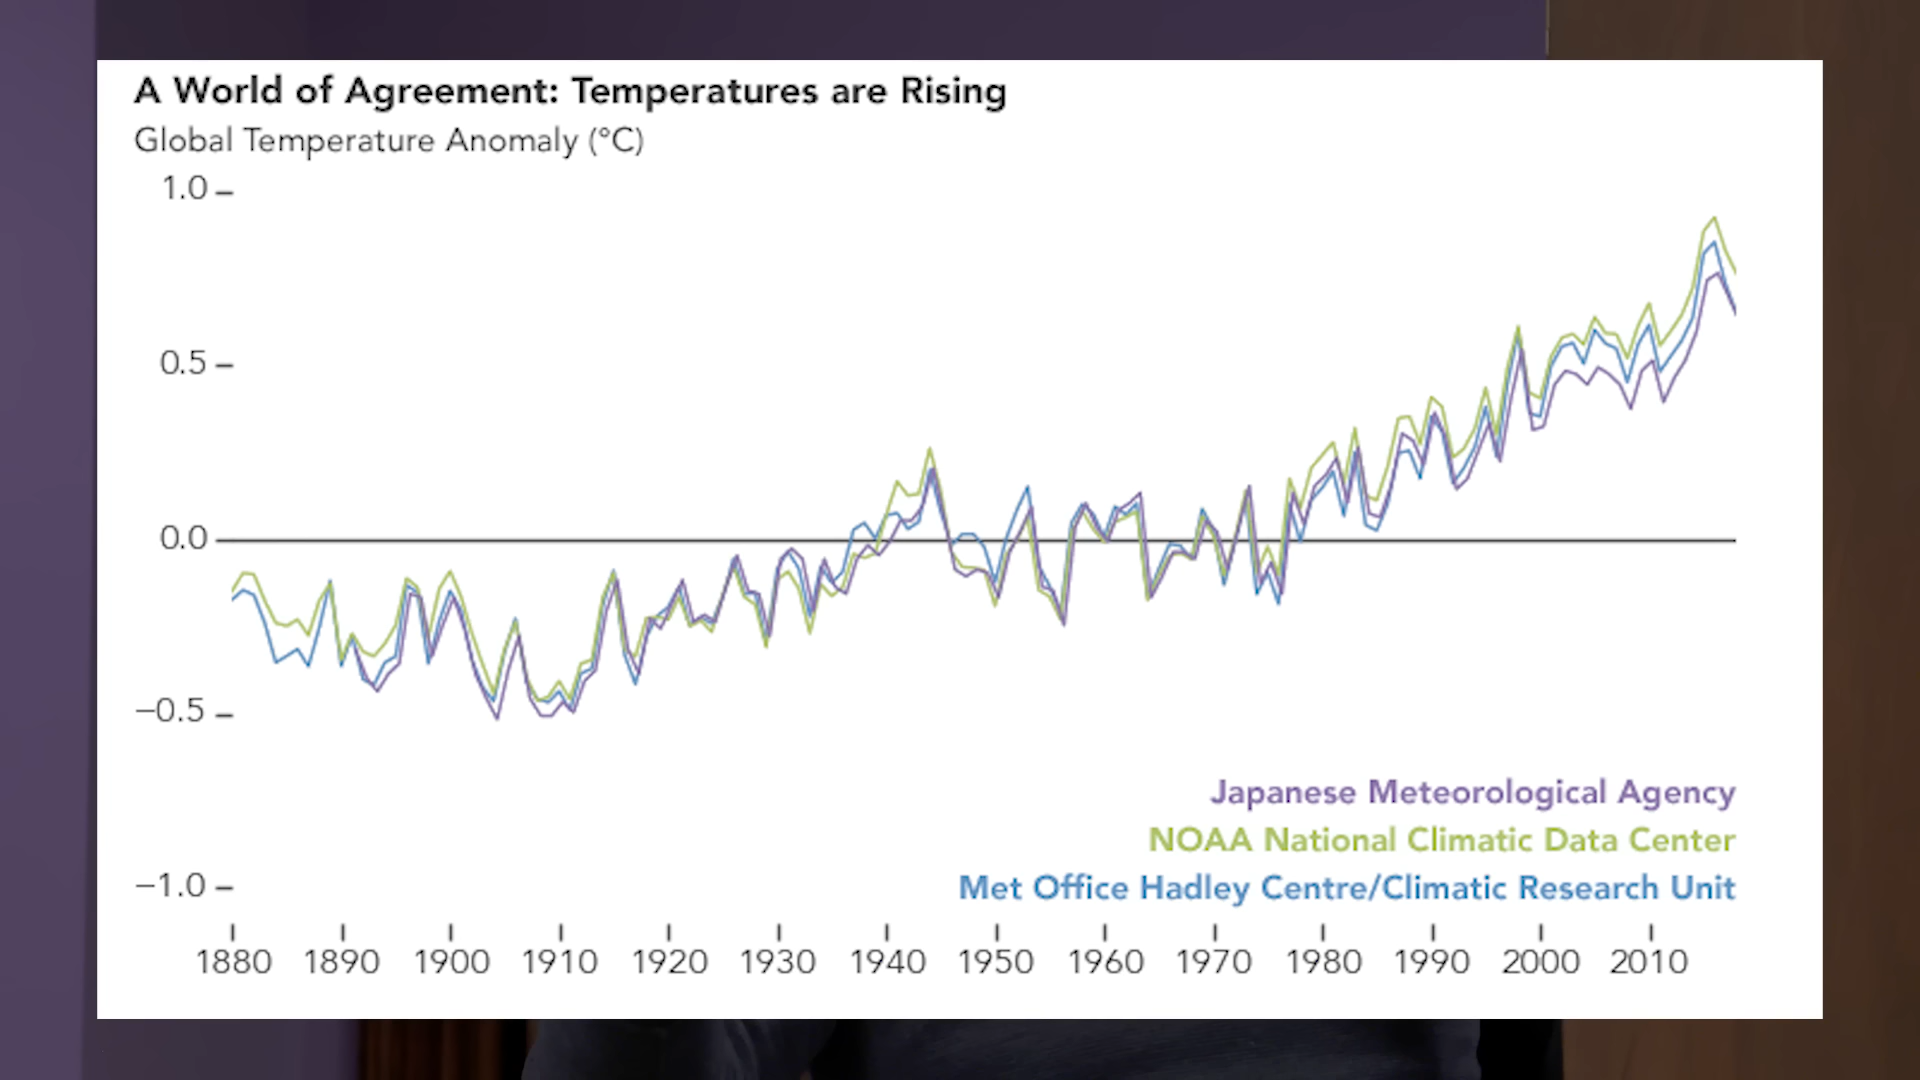 A World of Agreement: Temperatures are Rising
Global Temperature Anomaly (°C)
1.0
0.5
0.0
−0.5
−1.0
Japanese Meteorological Agency
NOAA National Climatic Data Center
Met Office Hadley Centre/Climatic Research Unit
1880 1890 1900 1910 1920 1930 1940 1950 1960 1970 1980 1990 2000 2010